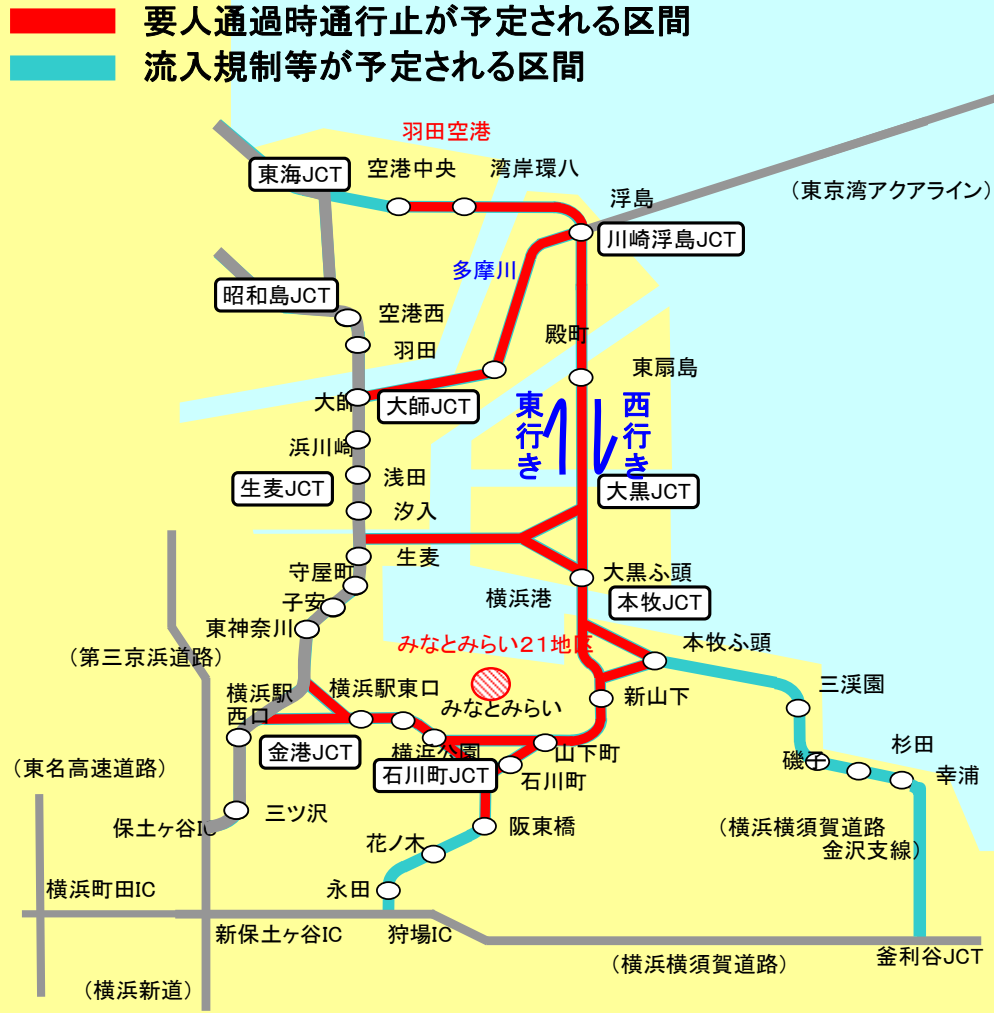 要人通過時通行止が予定される区間
流入規制等が予定される区間
羽田空港
東海JCT
空港中央
湾岸環八
浮島
(東京湾アクアライン)
川崎浮島JCT
多摩川
昭和島JCT
空港西
羽田
殿町
東扇島
大師
大師JCT
東行き
西行き
浜川崎
浅田
生麦JCT
大黒JCT
汐入
生麦
守屋町
大黒ふ頭
子安
横浜港
本牧JCT
東神奈川
みなとみらい21地区
本牧ふ頭
(第三京浜道路)
横浜駅
西口
横浜駅東口
みなとみらい
新山下
三渓園
金港JCT
横浜公園
山下町
杉田
磯子
幸浦
(東名高速道路)
石川町JCT
石川町
三ツ沢
保土ヶ谷IC
阪東橋
(横浜横須賀道路
金沢支線)
花ノ木
横浜町田IC
永田
新保土ヶ谷IC
狩場IC
釜利谷JCT
(横浜横須賀道路)
(横浜新道)